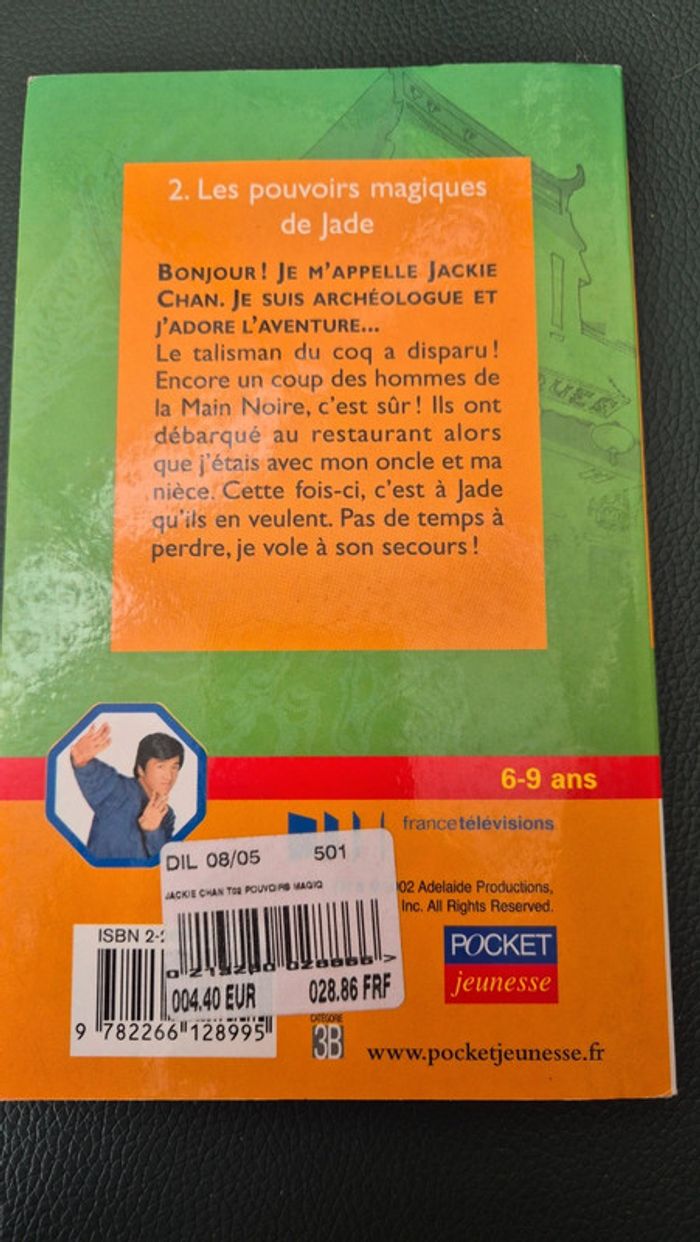 2. Les pouvoirs magiques
de Jade
BONJOUR ! JE M'APPELLE JACKIE
CHAN. JE SUIS ARCHÉOLOGUE ET
J'ADORE L'AVENTURE...
Le talisman du coq a disparu !
Encore un coup des hommes de
la Main Noire, c'est sûr ! Ils ont
débarqué au restaurant alors
que j'étais avec mon oncle et ma
nièce. Cette fois-ci, c'est à Jade
qu'ils en veulent. Pas de temps à
perdre, je vole à son secours !
6-9 ans
francetélévisions
DIL 08/05 501
JACKIE CHAN T02 POUVOIRS MAGIQ
004.40 EUR 028.86 FRF
2002 Adelaide Productions,
Inc. All Rights Reserved.
ISBN 2-2
9 782266 128995
CATÉGORIE
3B
POCKET
jeunesse
www.pocketjeunesse.fr